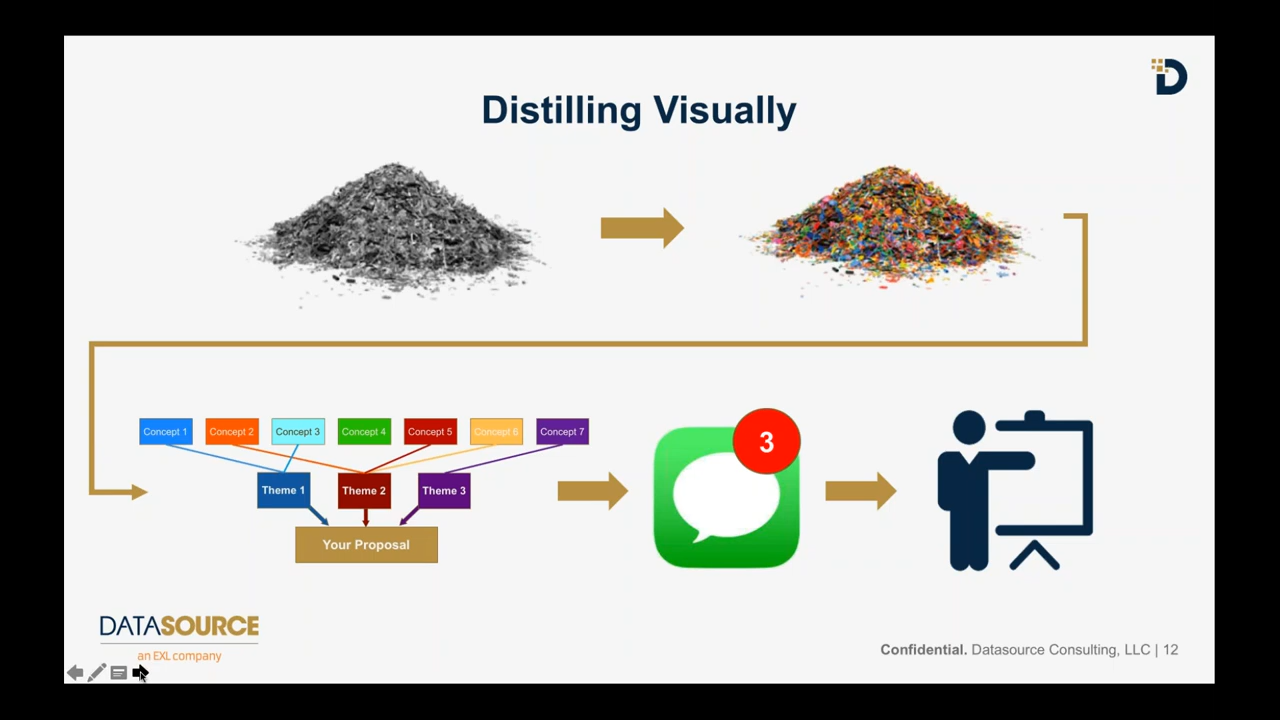 Distilling Visually
Concept 1 Concept 2 Concept 3 Concept 4 Concept 5 Concept 6 Concept 7
Theme 1 Theme 2 Theme 3
Your Proposal
3
DATASOURCE
an EXL company
Confidential. Datasource Consulting, LLC | 12